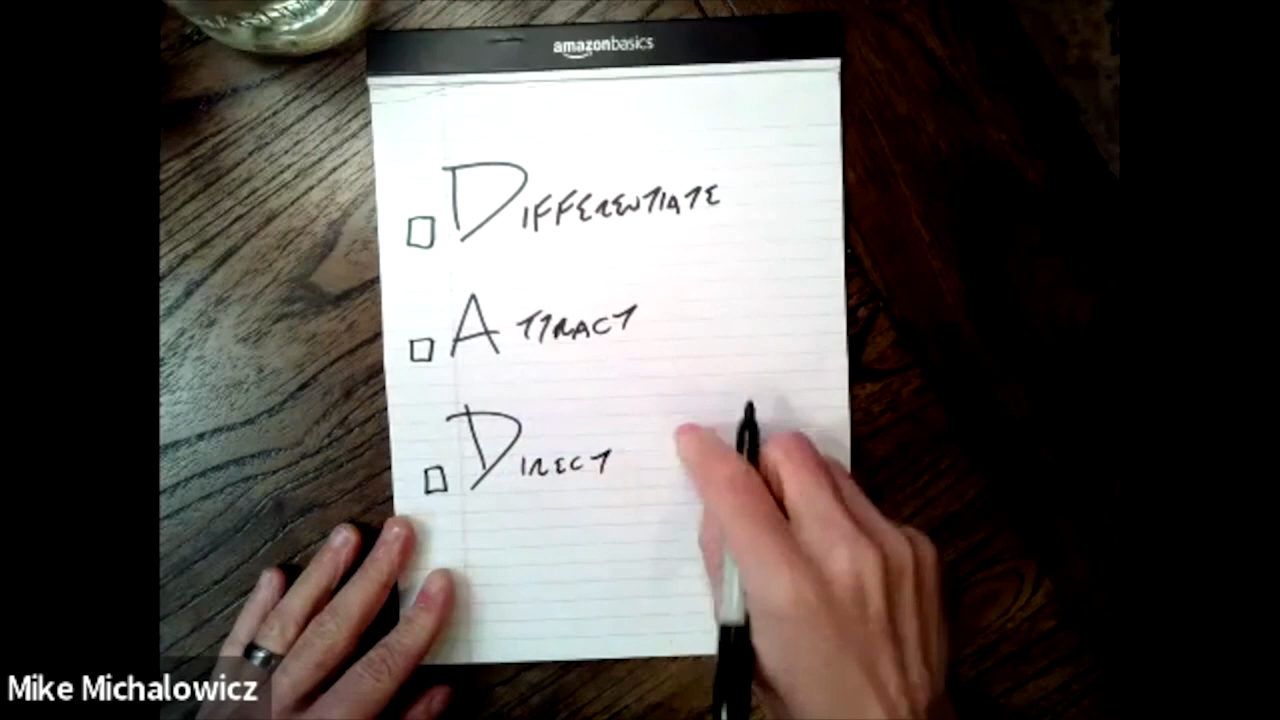 amazonbasics
DIFFERENTIATE
ATTRACT
DIRECT
Mike Michalowicz